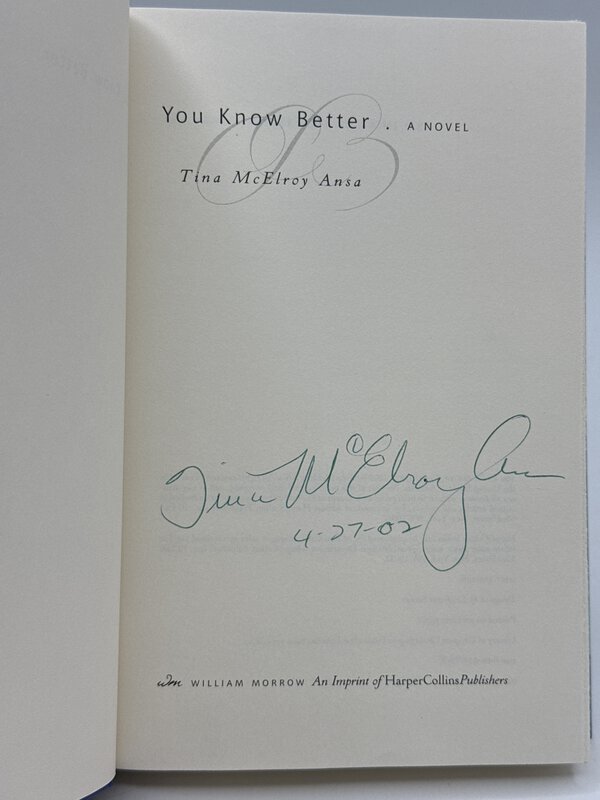 You Know Better . A NOVEL
Tina McElroy Ansa
Tina McElroy Ansa
4-27-02
wm WILLIAM MORROW An Imprint of HarperCollinsPublishers